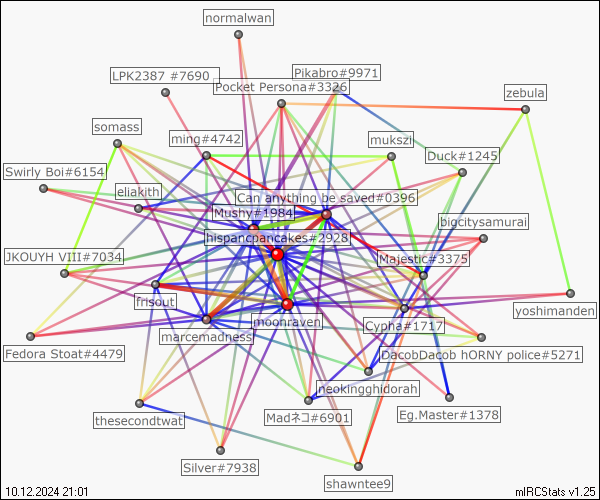 normalwan
Pikabro#9971
LPK2387 #7690
Pocket Persona#3326
zebula
somass
ming#4742
mukszi
Duck#1245
Swirly Boi#6154
eliakith
Can anything be saved#0396
Mushy#1984
biocitysamurai
hispancpancakes#2928
JKOUYH VIII#7034
Majestic#3375
frisout
yoshimanden
moonraven
Cypha#1717
marcemadness
Fedora Stoat#4479
DacobDacob hORNY police#5271
neokingghidorah
thesecondtwat
Madネコ#6901
Eg.Master#1378
Silver#7938
shawntee9
10.12.2024 21:01
mIRCStats v1.25